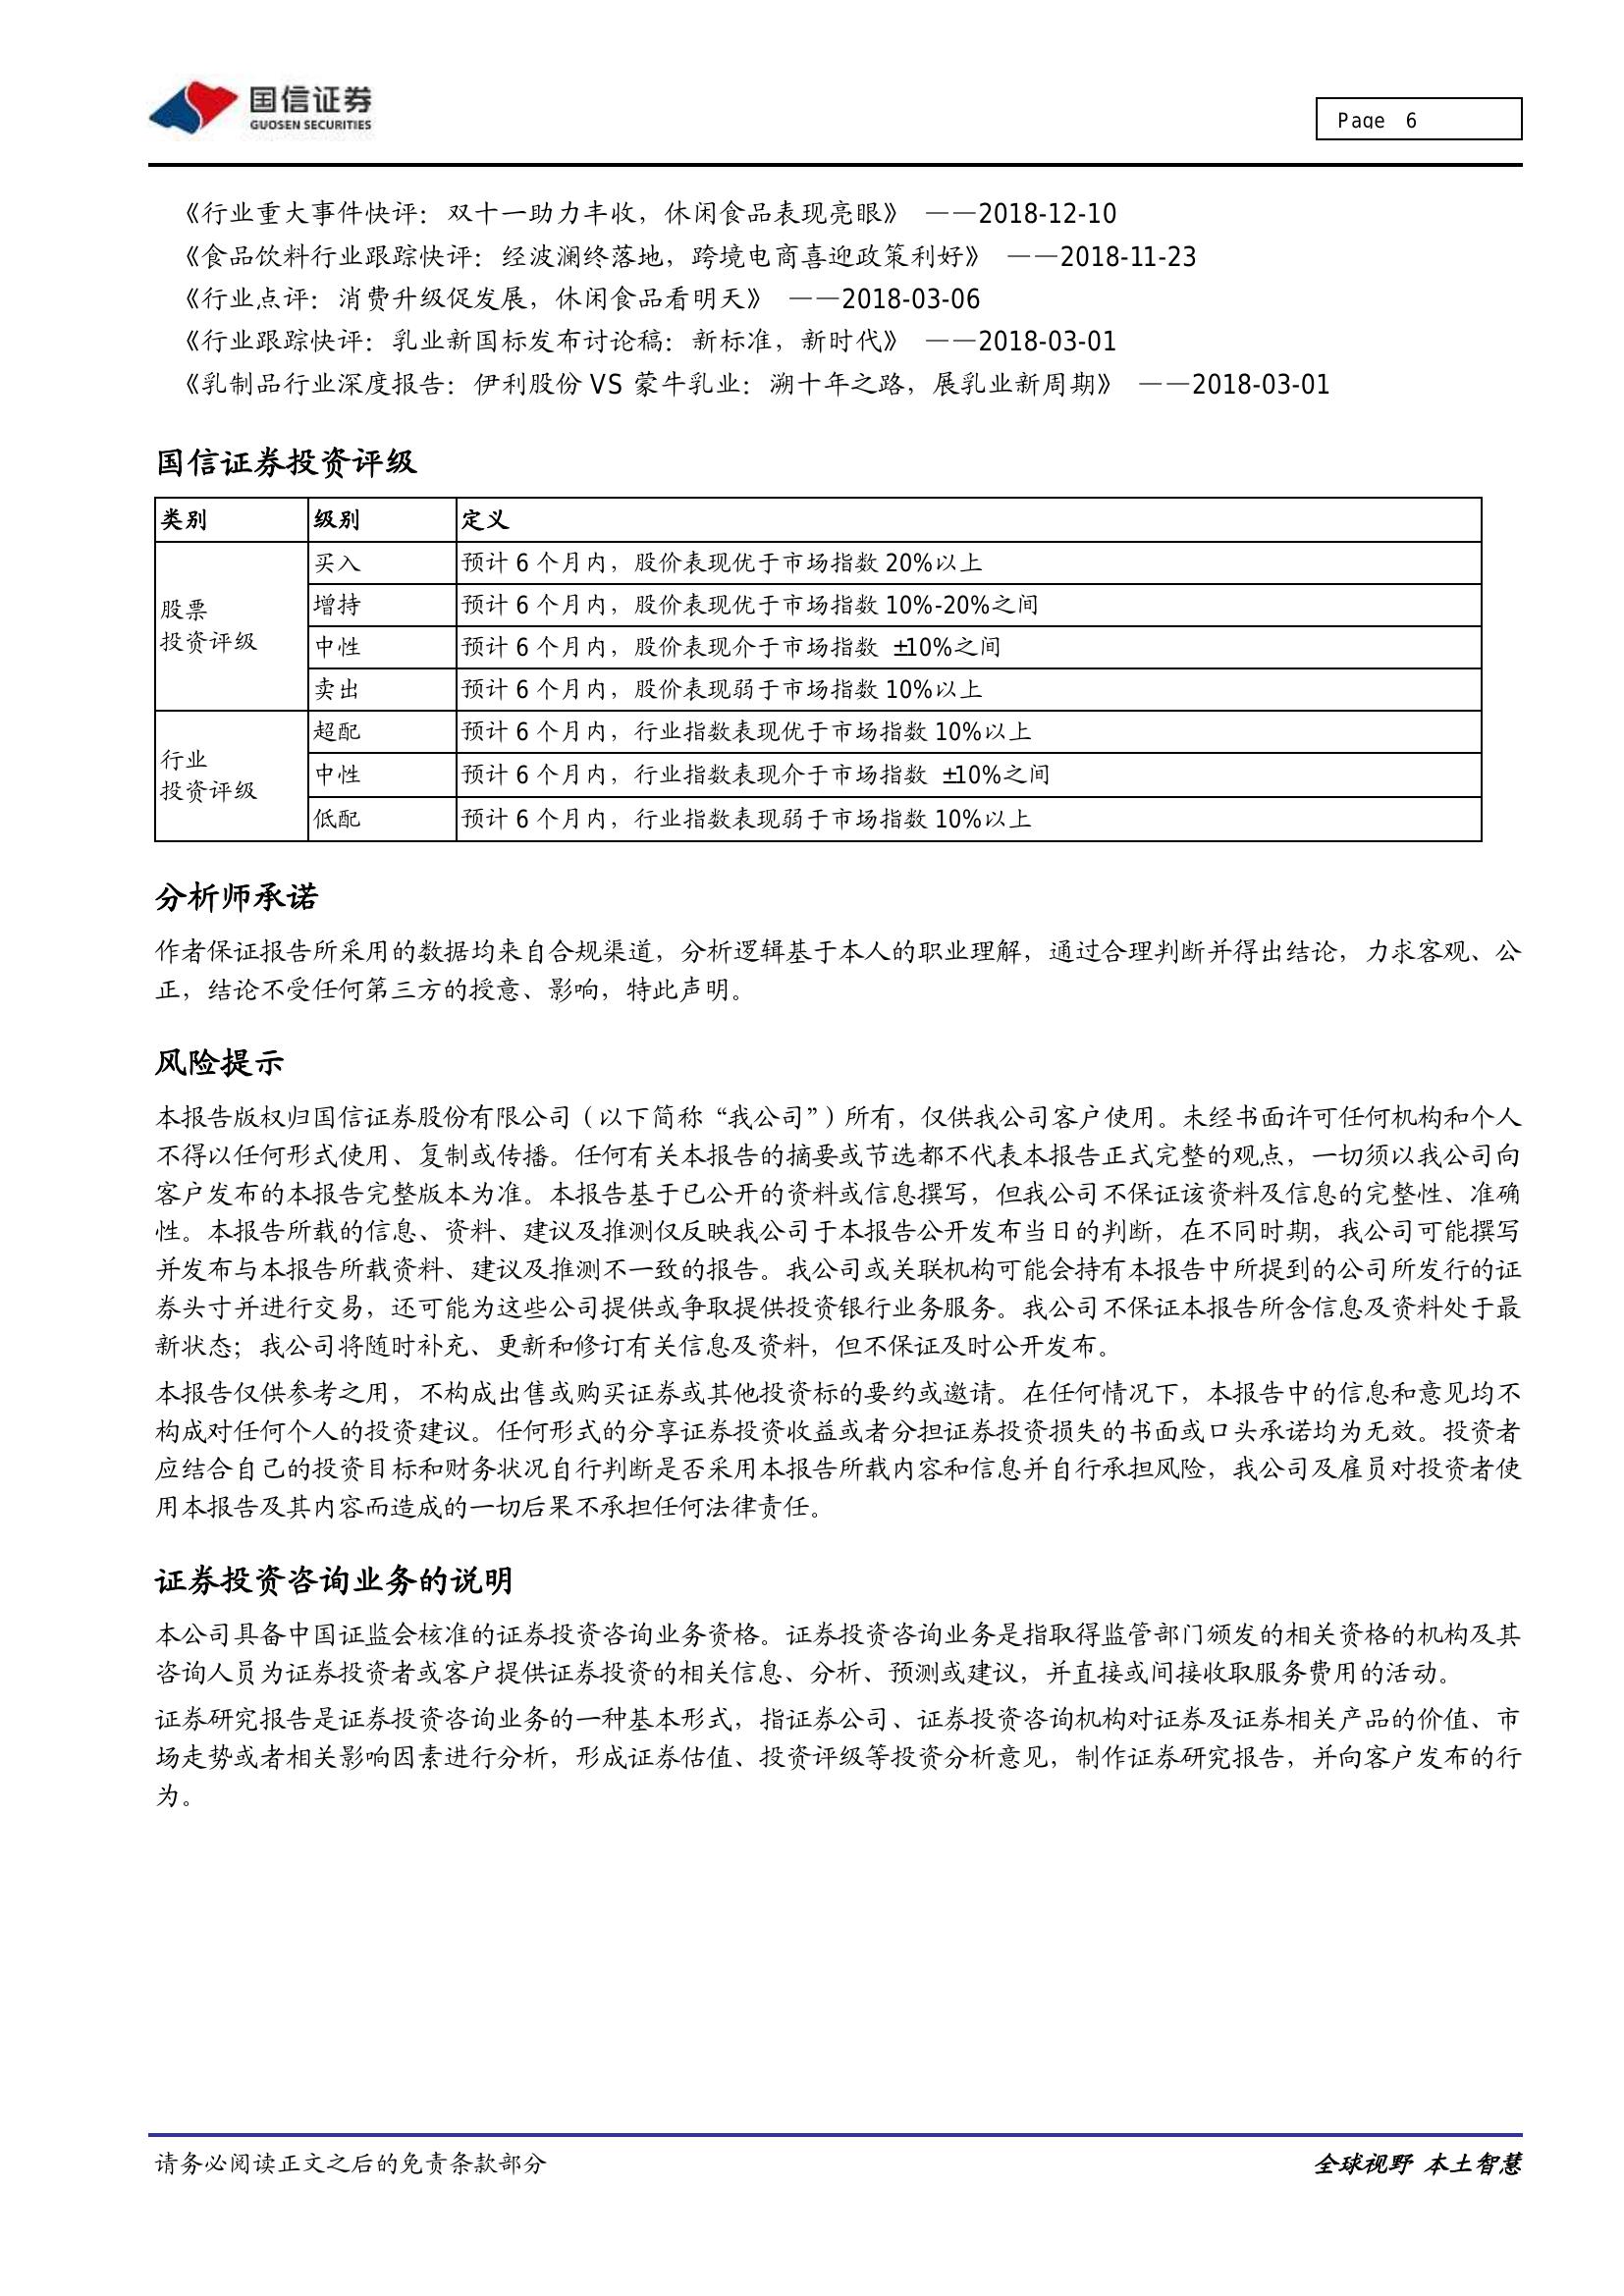 国信证券
GUOSEN SECURITIES
Page 6
《行业重大事件快评：双十一助力丰收，休闲食品表现亮眼》 ——2018-12-10
《食品饮料行业跟踪快评：经波澜终落地，跨境电商喜迎政策利好》 ——2018-11-23
《行业点评：消费升级促发展，休闲食品看明天》 ——2018-03-06
《行业跟踪快评：乳业新国标发布讨论稿：新标准，新时代》 ——2018-03-01
《乳制品行业深度报告：伊利股份 VS 蒙牛乳业：溯十年之路，展乳业新周期》 ——2018-03-01
国信证券投资评级
类别 级别 定义
股票
投资评级
买入 预计 6 个月内，股价表现优于市场指数 20%以上
增持 预计 6 个月内，股价表现优于市场指数 10%-20%之间
中性 预计 6 个月内，股价表现介于市场指数 ±10%之间
卖出 预计 6 个月内，股价表现弱于市场指数 10%以上
行业
投资评级
超配 预计 6 个月内，行业指数表现优于市场指数 10%以上
中性 预计 6 个月内，行业指数表现介于市场指数 ±10%之间
低配 预计 6 个月内，行业指数表现弱于市场指数 10%以上
分析师承诺
作者保证报告所采用的数据均来自合规渠道，分析逻辑基于本人的职业理解，通过合理判断并得出结论，力求客观、公
正，结论不受任何第三方的授意、影响，特此声明。
风险提示
本报告版权归国信证券股份有限公司（以下简称“我公司”）所有，仅供我公司客户使用。未经书面许可任何机构和个人
不得以任何形式使用、复制或传播。任何有关本报告的摘要或节选都不代表本报告正式完整的观点，一切须以我公司向
客户发布的本报告完整版本为准。本报告基于已公开的资料或信息撰写，但我公司不保证该资料及信息的完整性、准确
性。本报告所载的信息、资料、建议及推测仅反映我公司于本报告公开发布当日的判断，在不同时期，我公司可能撰写
并发布与本报告所载资料、建议及推测不一致的报告。我公司或关联机构可能会持有本报告中所提到的公司所发行的证
券头寸并进行交易，还可能为这些公司提供或争取提供投资银行业务服务。我公司不保证本报告所含信息及资料处于最
新状态；我公司将随时补充、更新和修订有关信息及资料，但不保证及时公开发布。
本报告仅供参考之用，不构成出售或购买证券或其他投资标的要约或邀请。在任何情况下，本报告中的信息和意见均不
构成对任何个人的投资建议。任何形式的分享证券投资收益或者分担证券投资损失的书面或口头承诺均为无效。投资者
应结合自己的投资目标和财务状况自行判断是否采用本报告所载内容和信息并自行承担风险，我公司及雇员对投资者使
用本报告及其内容而造成的一切后果不承担任何法律责任。
证券投资咨询业务的说明
本公司具备中国证监会核准的证券投资咨询业务资格。证券投资咨询业务是指取得监管部门颁发的相关资格的机构及其
咨询人员为证券投资者或客户提供证券投资的相关信息、分析、预测或建议，并直接或间接收取服务费用的活动。
证券研究报告是证券投资咨询业务的一种基本形式，指证券公司、证券投资咨询机构对证券及证券相关产品的价值、市
场走势或者相关影响因素进行分析，形成证券估值、投资评级等投资分析意见，制作证券研究报告，并向客户发布的行
为。
请务必阅读正文之后的免责条款部分
全球视野 本土智慧